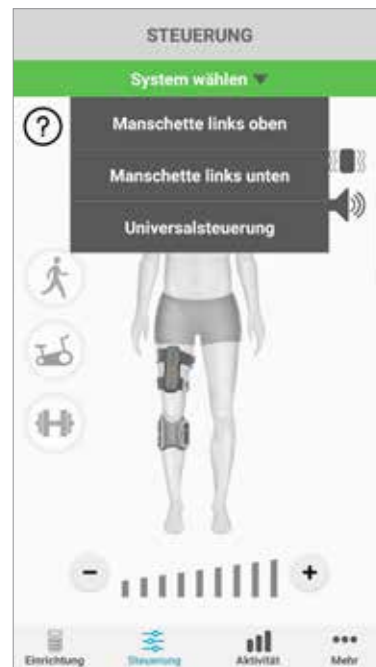 STEUERUNG
System wählen
?
Manschette links oben
Manschette links unten
Universalsteuerung
- +
Einrichtung Steuerung Aktivität Mehr